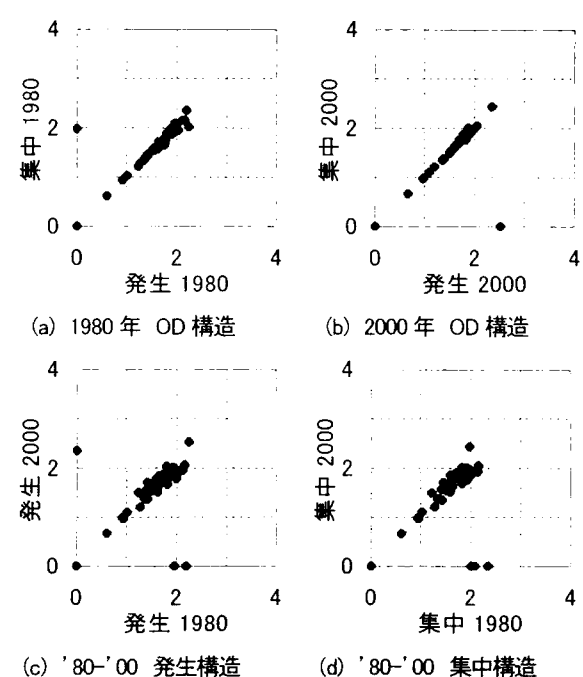 4
集中 1980
2
0
0 2 4
発生 1980
(a) 1980 年 OD 構造
4
集中 2000
2
0
0 2 4
発生 2000
(b) 2000 年 OD 構造
4
発生 2000
2
0
0 2 4
発生 1980
(c) '80-'00 発生構造
4
集中 2000
2
0
0 2 4
集中 1980
(d) '80-'00 集中構造